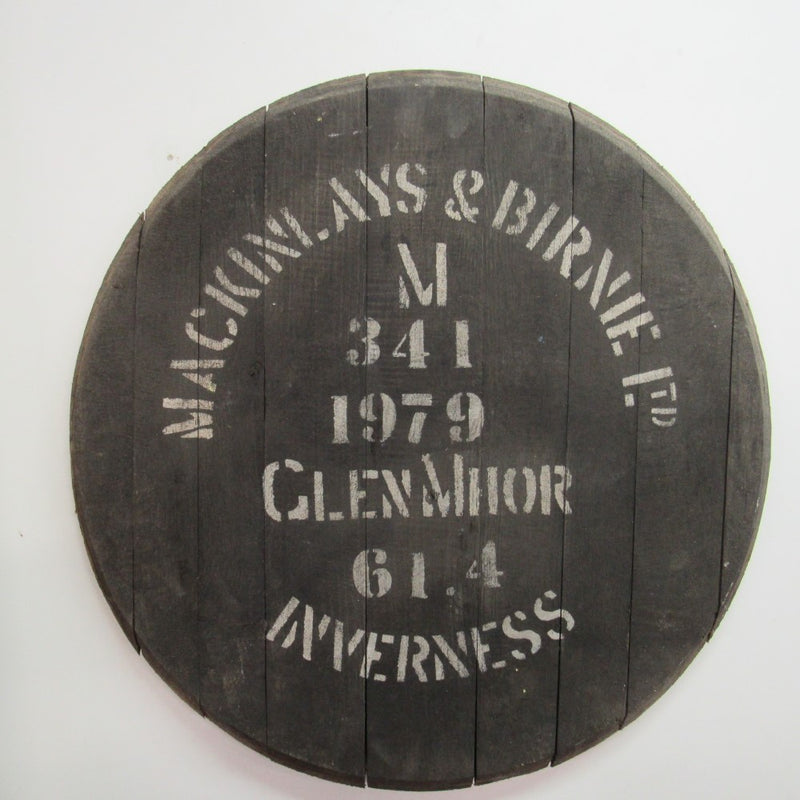 MACKINLAYS & BIRNIE LTD
M
341
1979
GLEN MHOR
61.4
INVERNESS